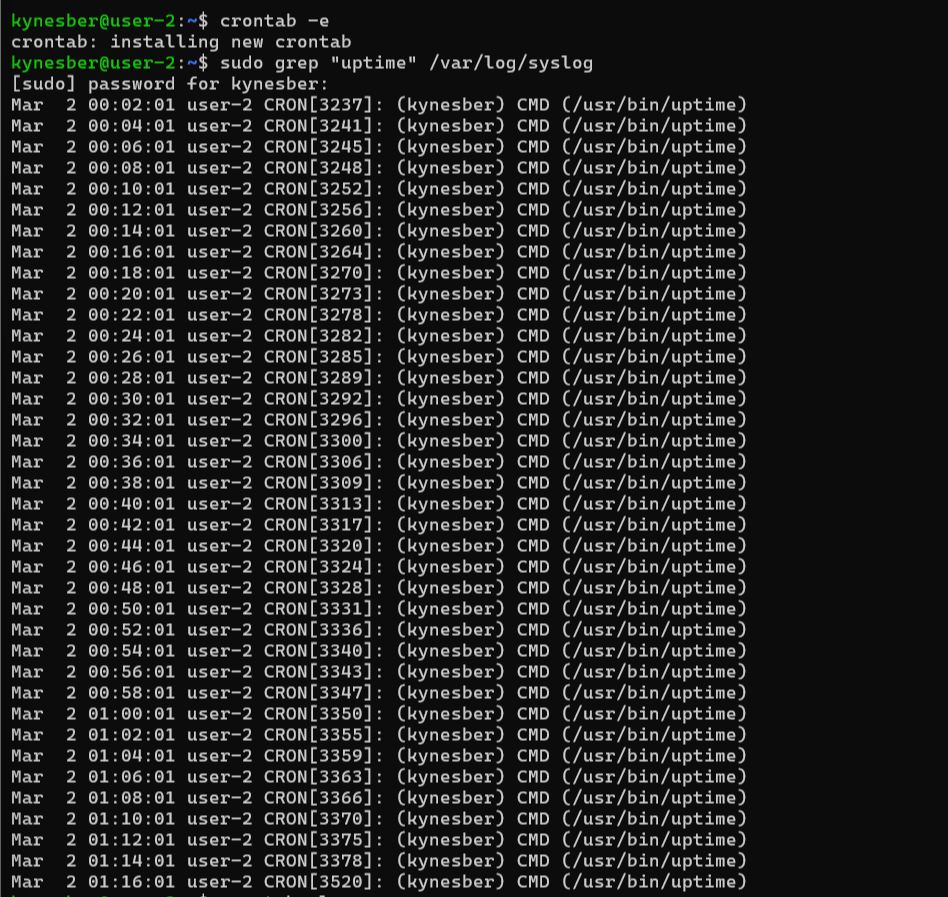 kynesber@user-2:~$ crontab -e
crontab: installing new crontab
kynesber@user-2:~$ sudo grep "uptime" /var/log/syslog
[sudo] password for kynesber:
Mar  2 00:02:01 user-2 CRON[3237]: (kynesber) CMD (/usr/bin/uptime)
Mar  2 00:04:01 user-2 CRON[3241]: (kynesber) CMD (/usr/bin/uptime)
Mar  2 00:06:01 user-2 CRON[3245]: (kynesber) CMD (/usr/bin/uptime)
Mar  2 00:08:01 user-2 CRON[3248]: (kynesber) CMD (/usr/bin/uptime)
Mar  2 00:10:01 user-2 CRON[3252]: (kynesber) CMD (/usr/bin/uptime)
Mar  2 00:12:01 user-2 CRON[3256]: (kynesber) CMD (/usr/bin/uptime)
Mar  2 00:14:01 user-2 CRON[3260]: (kynesber) CMD (/usr/bin/uptime)
Mar  2 00:16:01 user-2 CRON[3264]: (kynesber) CMD (/usr/bin/uptime)
Mar  2 00:18:01 user-2 CRON[3270]: (kynesber) CMD (/usr/bin/uptime)
Mar  2 00:20:01 user-2 CRON[3273]: (kynesber) CMD (/usr/bin/uptime)
Mar  2 00:22:01 user-2 CRON[3278]: (kynesber) CMD (/usr/bin/uptime)
Mar  2 00:24:01 user-2 CRON[3282]: (kynesber) CMD (/usr/bin/uptime)
Mar  2 00:26:01 user-2 CRON[3285]: (kynesber) CMD (/usr/bin/uptime)
Mar  2 00:28:01 user-2 CRON[3289]: (kynesber) CMD (/usr/bin/uptime)
Mar  2 00:30:01 user-2 CRON[3292]: (kynesber) CMD (/usr/bin/uptime)
Mar  2 00:32:01 user-2 CRON[3296]: (kynesber) CMD (/usr/bin/uptime)
Mar  2 00:34:01 user-2 CRON[3300]: (kynesber) CMD (/usr/bin/uptime)
Mar  2 00:36:01 user-2 CRON[3306]: (kynesber) CMD (/usr/bin/uptime)
Mar  2 00:38:01 user-2 CRON[3309]: (kynesber) CMD (/usr/bin/uptime)
Mar  2 00:40:01 user-2 CRON[3313]: (kynesber) CMD (/usr/bin/uptime)
Mar  2 00:42:01 user-2 CRON[3317]: (kynesber) CMD (/usr/bin/uptime)
Mar  2 00:44:01 user-2 CRON[3320]: (kynesber) CMD (/usr/bin/uptime)
Mar  2 00:46:01 user-2 CRON[3324]: (kynesber) CMD (/usr/bin/uptime)
Mar  2 00:48:01 user-2 CRON[3328]: (kynesber) CMD (/usr/bin/uptime)
Mar  2 00:50:01 user-2 CRON[3331]: (kynesber) CMD (/usr/bin/uptime)
Mar  2 00:52:01 user-2 CRON[3336]: (kynesber) CMD (/usr/bin/uptime)
Mar  2 00:54:01 user-2 CRON[3340]: (kynesber) CMD (/usr/bin/uptime)
Mar  2 00:56:01 user-2 CRON[3343]: (kynesber) CMD (/usr/bin/uptime)
Mar  2 00:58:01 user-2 CRON[3347]: (kynesber) CMD (/usr/bin/uptime)
Mar  2 01:00:01 user-2 CRON[3350]: (kynesber) CMD (/usr/bin/uptime)
Mar  2 01:02:01 user-2 CRON[3355]: (kynesber) CMD (/usr/bin/uptime)
Mar  2 01:04:01 user-2 CRON[3359]: (kynesber) CMD (/usr/bin/uptime)
Mar  2 01:06:01 user-2 CRON[3363]: (kynesber) CMD (/usr/bin/uptime)
Mar  2 01:08:01 user-2 CRON[3366]: (kynesber) CMD (/usr/bin/uptime)
Mar  2 01:10:01 user-2 CRON[3370]: (kynesber) CMD (/usr/bin/uptime)
Mar  2 01:12:01 user-2 CRON[3375]: (kynesber) CMD (/usr/bin/uptime)
Mar  2 01:14:01 user-2 CRON[3378]: (kynesber) CMD (/usr/bin/uptime)
Mar  2 01:16:01 user-2 CRON[3520]: (kynesber) CMD (/usr/bin/uptime)